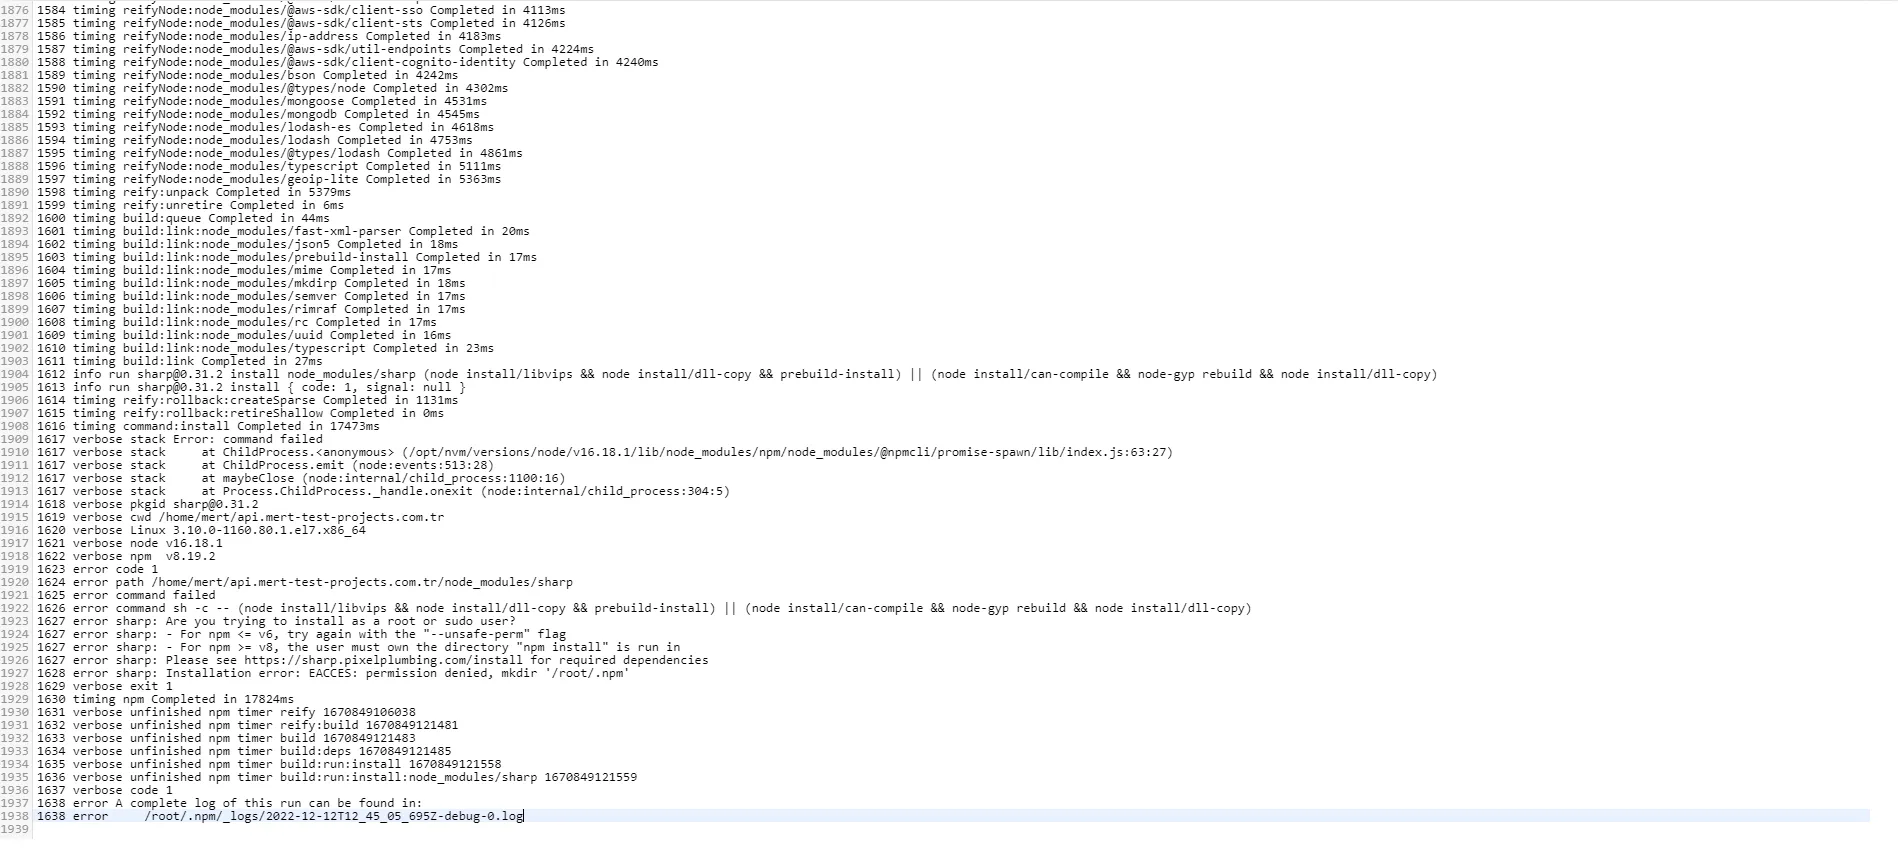 1876 1584 timing reifyNode:node_modules/@aws-sdk/client-sso Completed in 4113ms
1877 1585 timing reifyNode:node_modules/@aws-sdk/client-sts Completed in 4126ms
1878 1586 timing reifyNode:node_modules/ip-address Completed in 4183ms
1879 1587 timing reifyNode:node_modules/@aws-sdk/util-endpoints Completed in 4224ms
1880 1588 timing reifyNode:node_modules/@aws-sdk/client-cognito-identity Completed in 4240ms
1881 1589 timing reifyNode:node_modules/bson Completed in 4242ms
1882 1590 timing reifyNode:node_modules/@types/node Completed in 4302ms
1883 1591 timing reifyNode:node_modules/mongoose Completed in 4531ms
1884 1592 timing reifyNode:node_modules/mongodb Completed in 4545ms
1885 1593 timing reifyNode:node_modules/lodash-es Completed in 4618ms
1886 1594 timing reifyNode:node_modules/lodash Completed in 4753ms
1887 1595 timing reifyNode:node_modules/@types/lodash Completed in 4861ms
1888 1596 timing reifyNode:node_modules/typescript Completed in 5111ms
1889 1597 timing reifyNode:node_modules/geoip-lite Completed in 5363ms
1890 1598 timing reify:unpack Completed in 5379ms
1891 1599 timing reify:unretire Completed in 6ms
1892 1600 timing build:queue Completed in 44ms
1893 1601 timing build:link:node_modules/fast-xml-parser Completed in 20ms
1894 1602 timing build:link:node_modules/json5 Completed in 18ms
1895 1603 timing build:link:node_modules/prebuild-install Completed in 17ms
1896 1604 timing build:link:node_modules/mime Completed in 17ms
1897 1605 timing build:link:node_modules/mkdirp Completed in 18ms
1898 1606 timing build:link:node_modules/semver Completed in 17ms
1899 1607 timing build:link:node_modules/rimraf Completed in 17ms
1900 1608 timing build:link:node_modules/rc Completed in 17ms
1901 1609 timing build:link:node_modules/uuid Completed in 16ms
1902 1610 timing build:link:node_modules/typescript Completed in 23ms
1903 1611 timing build:link Completed in 27ms
1904 1612 info run sharp@0.31.2 install node_modules/sharp (node install/libvips && node install/dll-copy && prebuild-install) || (node install/can-compile && node-gyp rebuild && node install/dll-copy)
1905 1613 info run sharp@0.31.2 install { code: 1, signal: null }
1906 1614 timing reify:rollback:createSparse Completed in 1131ms
1907 1615 timing reify:rollback:retireShallow Completed in 0ms
1908 1616 timing command:install Completed in 17473ms
1909 1617 verbose stack Error: command failed
1910 1617 verbose stack     at ChildProcess.<anonymous> (/opt/nvm/versions/node/v16.18.1/lib/node_modules/npm/node_modules/@npmcli/promise-spawn/lib/index.js:63:27)
1911 1617 verbose stack     at ChildProcess.emit (node:events:513:28)
1912 1617 verbose stack     at maybeClose (node:internal/child_process:1100:16)
1913 1617 verbose stack     at Process.ChildProcess._handle.onexit (node:internal/child_process:304:5)
1914 1618 verbose pkgid sharp@0.31.2
1915 1619 verbose cwd /home/mert/api.mert-test-projects.com.tr
1916 1620 verbose Linux 3.10.0-1160.80.1.el7.x86_64
1917 1621 verbose node v16.18.1
1918 1622 verbose npm  v8.19.2
1919 1623 error code 1
1920 1624 error path /home/mert/api.mert-test-projects.com.tr/node_modules/sharp
1921 1625 error command failed
1922 1626 error command sh -c -- (node install/libvips && node install/dll-copy && prebuild-install) || (node install/can-compile && node-gyp rebuild && node install/dll-copy)
1923 1627 error sharp: Are you trying to install as a root or sudo user?
1924 1627 error sharp: - For npm <= v6, try again with the "--unsafe-perm" flag
1925 1627 error sharp: - For npm >= v8, the user must own the directory "npm install" is run in
1926 1627 error sharp: Please see https://sharp.pixelplumbing.com/install for required dependencies
1927 1628 error sharp: Installation error: EACCES: permission denied, mkdir '/root/.npm'
1928 1629 verbose exit 1
1929 1630 timing npm Completed in 17824ms
1930 1631 verbose unfinished npm timer reify 1670849106038
1931 1632 verbose unfinished npm timer reify:build 1670849121481
1932 1633 verbose unfinished npm timer build 1670849121483
1933 1634 verbose unfinished npm timer build:deps 1670849121485
1934 1635 verbose unfinished npm timer build:run:install 1670849121558
1935 1636 verbose unfinished npm timer build:run:install:node_modules/sharp 1670849121559
1936 1637 verbose code 1
1937 1638 error A complete log of this run can be found in:
1938 1638 error     /root/.npm/_logs/2022-12-12T12_45_05_695Z-debug-0.log
1939